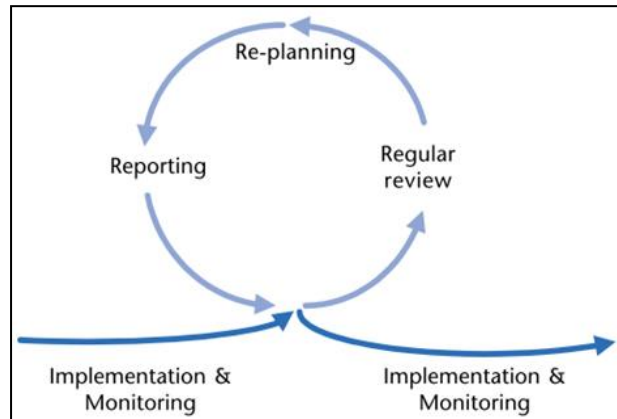 Re-planning
Reporting
Regular
review
Implementation &
Monitoring
Implementation &
Monitoring